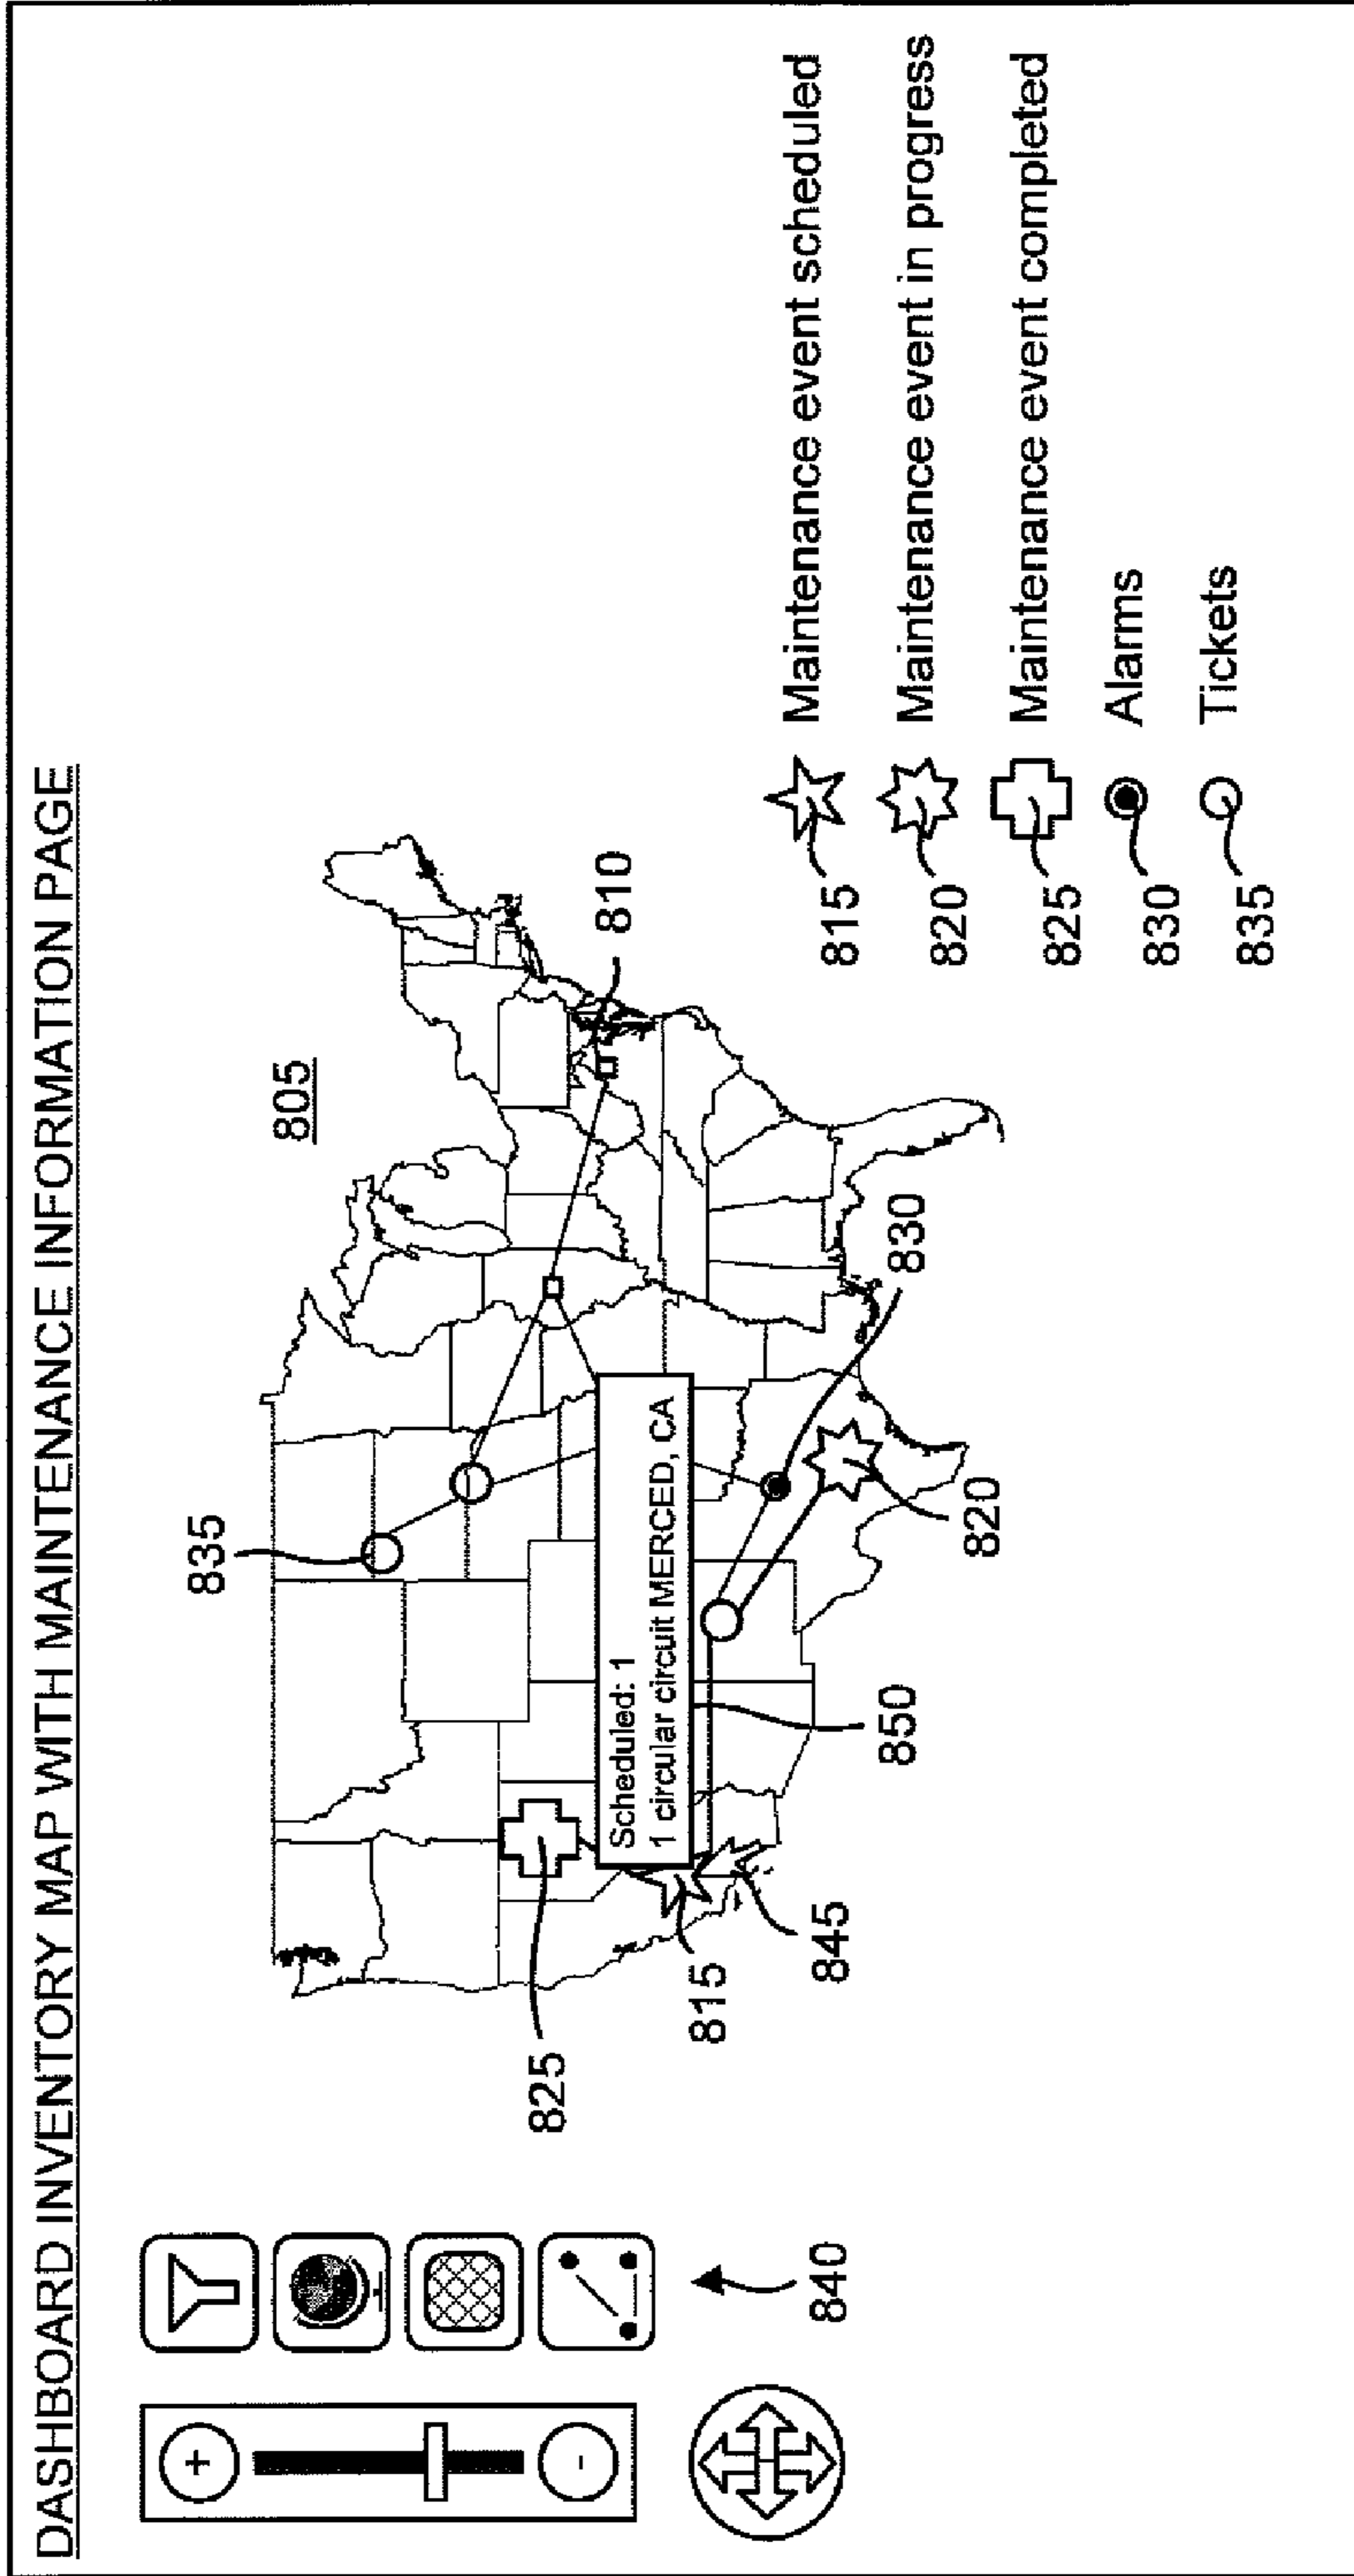 DASHBOARD INVENTORY MAP WITH MAINTENANCE INFORMATION PAGE
+
-
840
805
835
810
825
Scheduled: 1
1 circular circuit MERCED, CA
815
845
850
830
820
815 Maintenance event scheduled
820 Maintenance event in progress
825 Maintenance event completed
830 Alarms
835 Tickets